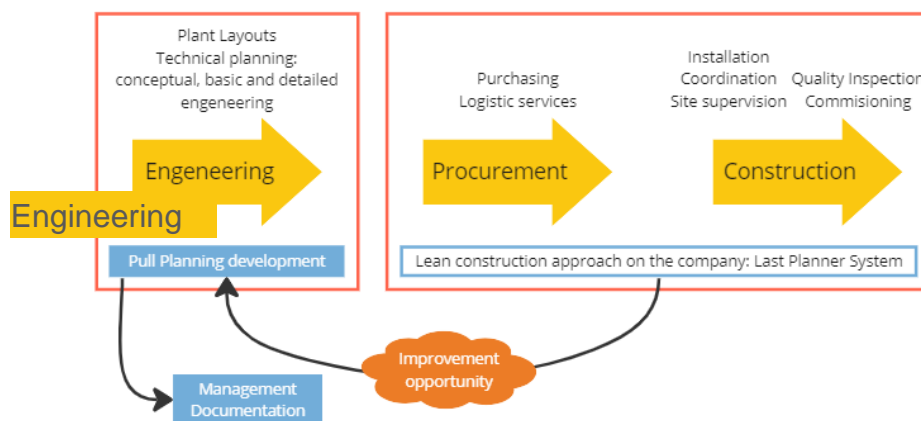 Plant Layouts
Technical planning:
conceptual, basic and detailed
engeneering
Engeneering
Engineering
Pull Planning development
Purchasing
Logistic services
Procurement
Installation
Coordination
Site supervision
Quality Inspection
Commisioning
Construction
Lean construction approach on the company: Last Planner System
Improvement
opportunity
Management
Documentation